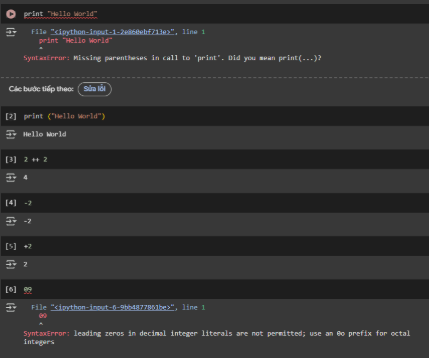 print "Hello World"
File "<ipython-input-1-2e860ebf713e>", line 1
print "Hello World"
^
SyntaxError: Missing parentheses in call to 'print'. Did you mean print(...)?
Các bước tiếp theo: Sửa lỗi
[2] print ("Hello World")
Hello World
[3] 2 ++ 2
4
[4] -2
-2
[5] +2
2
[6] 09
File "<ipython-input-6-9bb4877861be>", line 1
09
^
SyntaxError: leading zeros in decimal integer literals are not permitted; use an 0o prefix for octal
integers